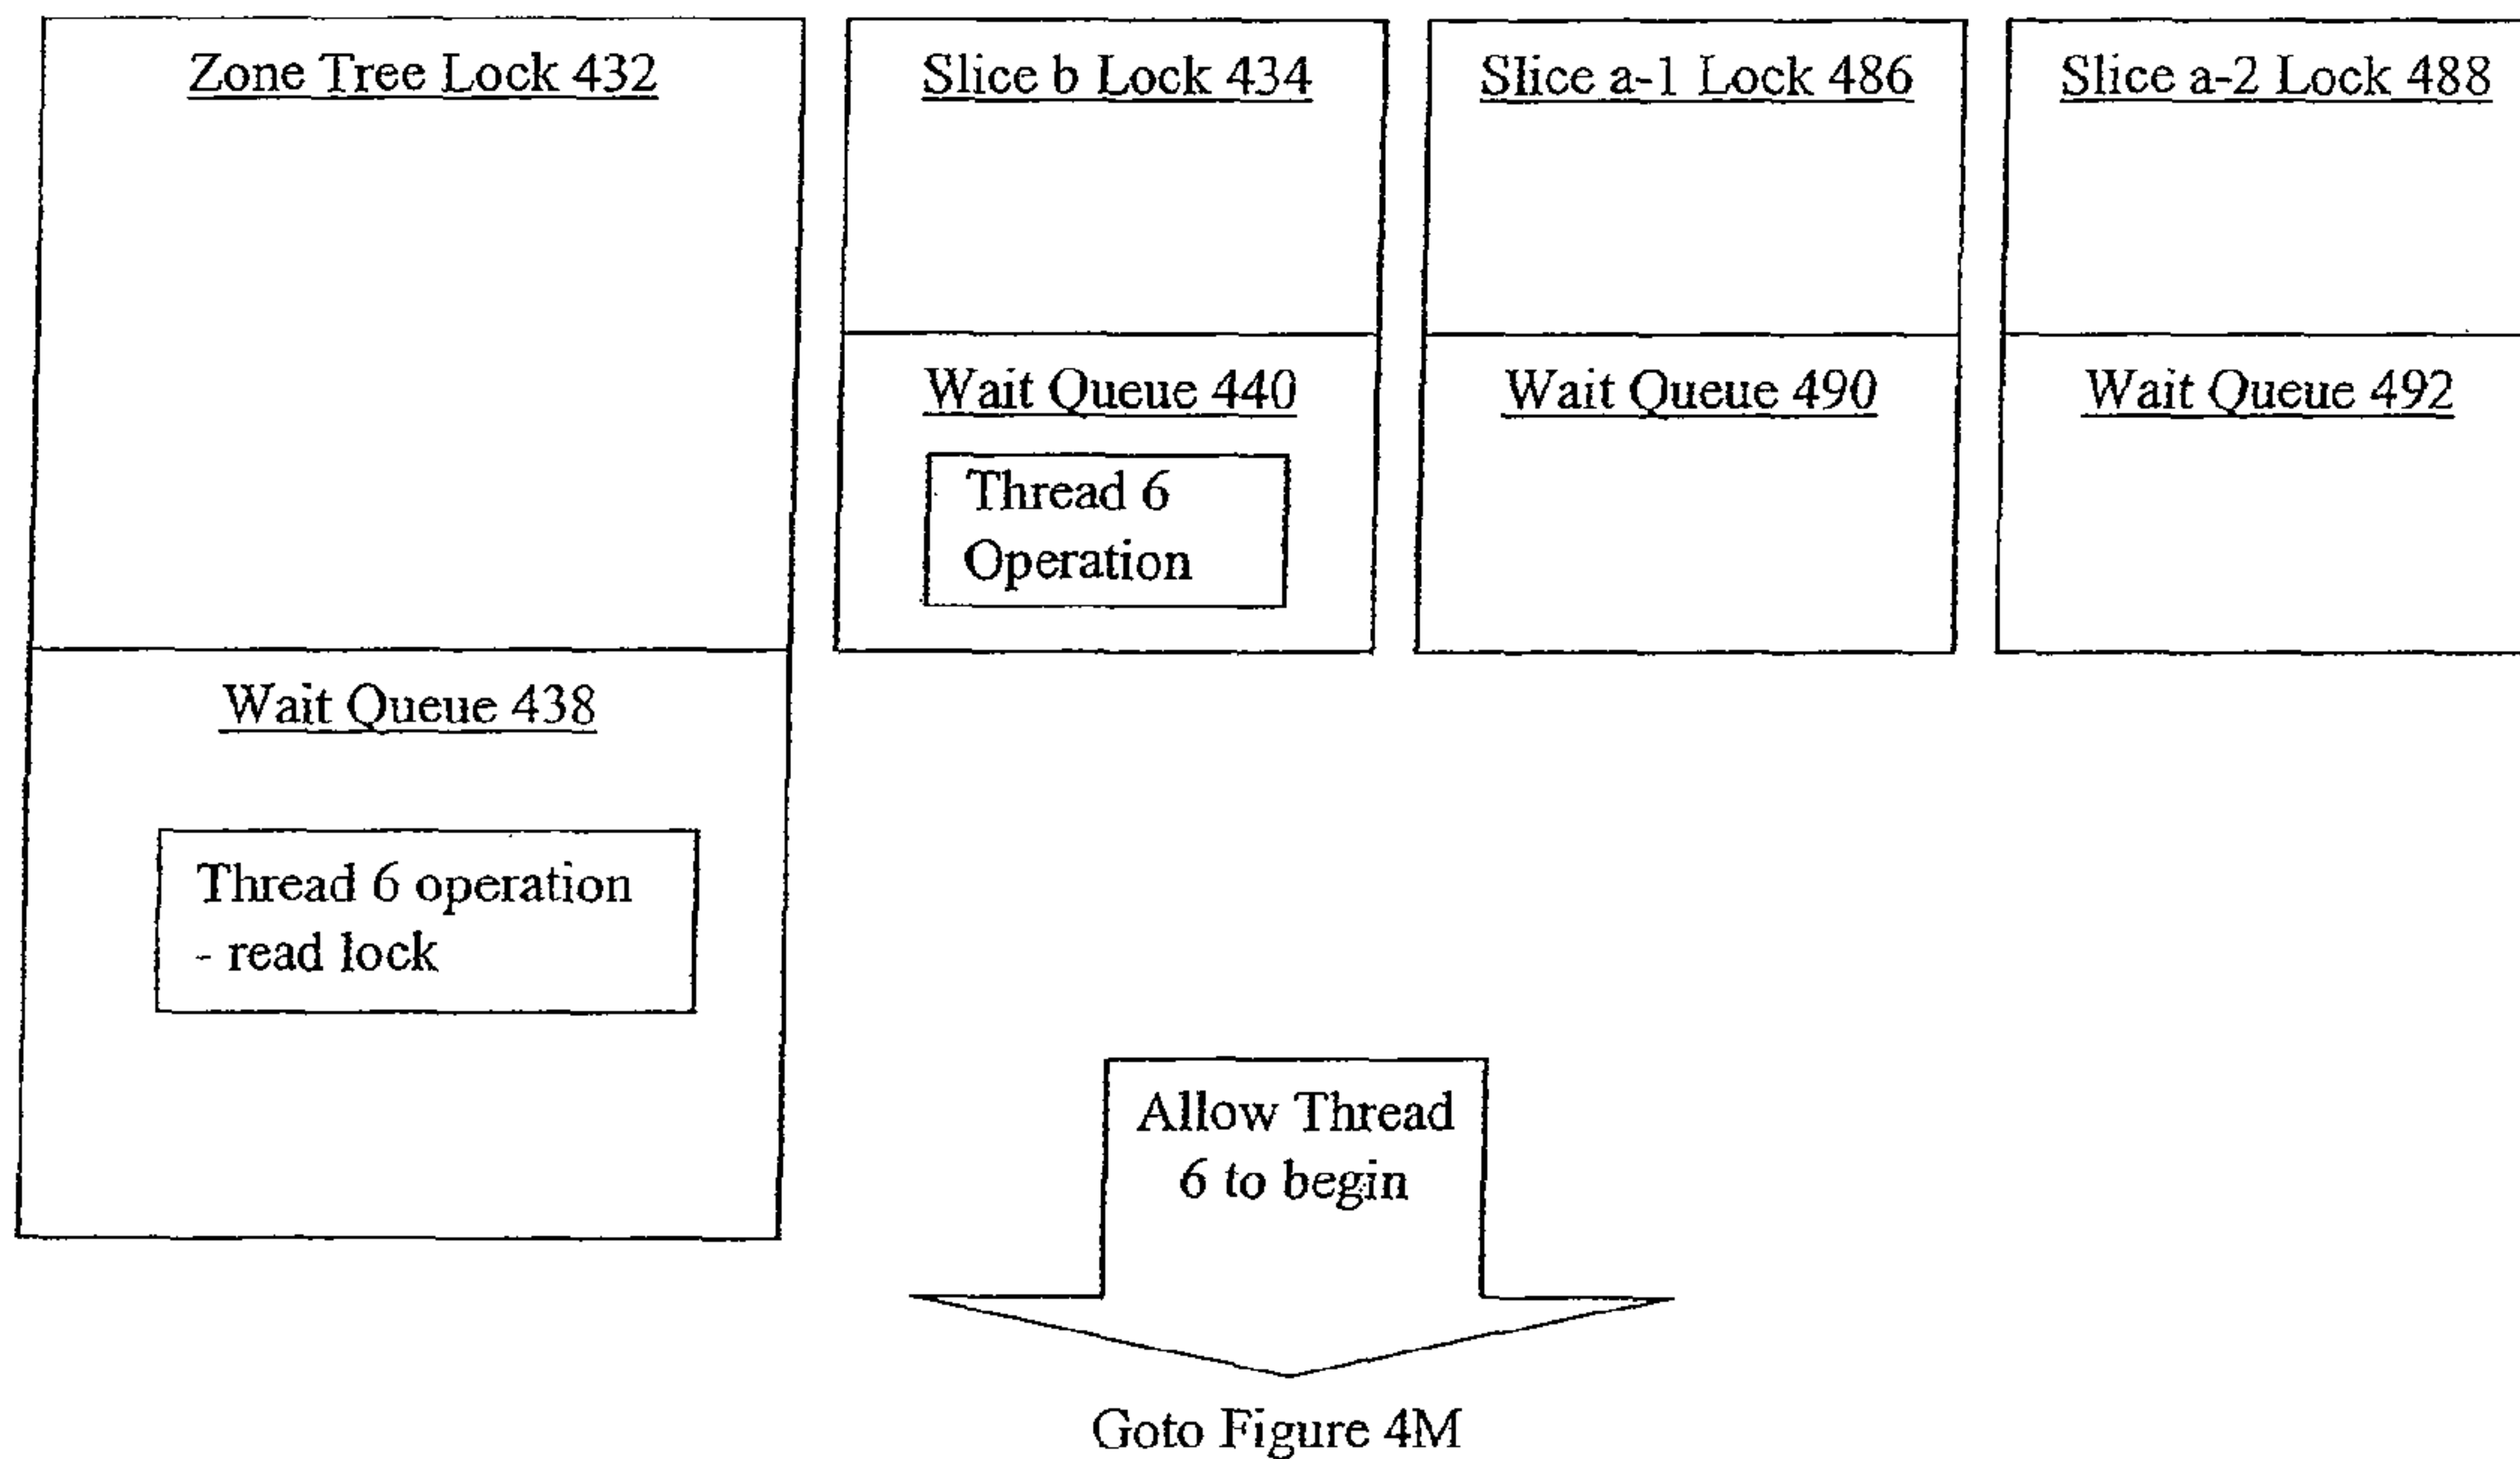 Zone Tree Lock 432
Slice b Lock 434
Slice a-1 Lock 486
Slice a-2 Lock 488
Wait Queue 440
Wait Queue 490
Wait Queue 492
Thread 6
Operation
Wait Queue 438
Thread 6 operation
- read lock
Allow Thread
6 to begin
Goto Figure 4M